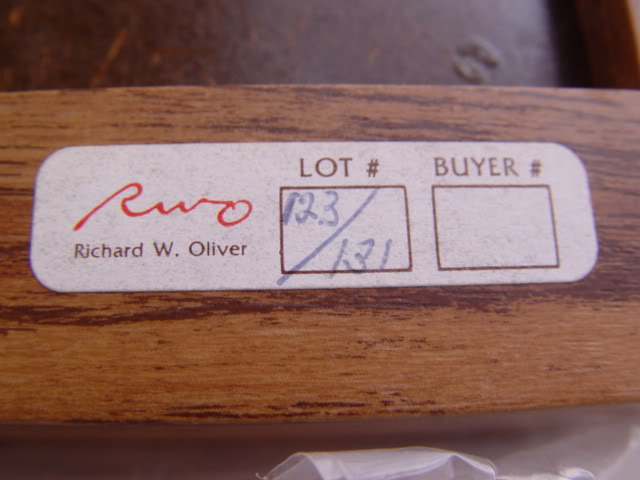 LOT # BUYER #
RWO
123/131
Richard W. Oliver